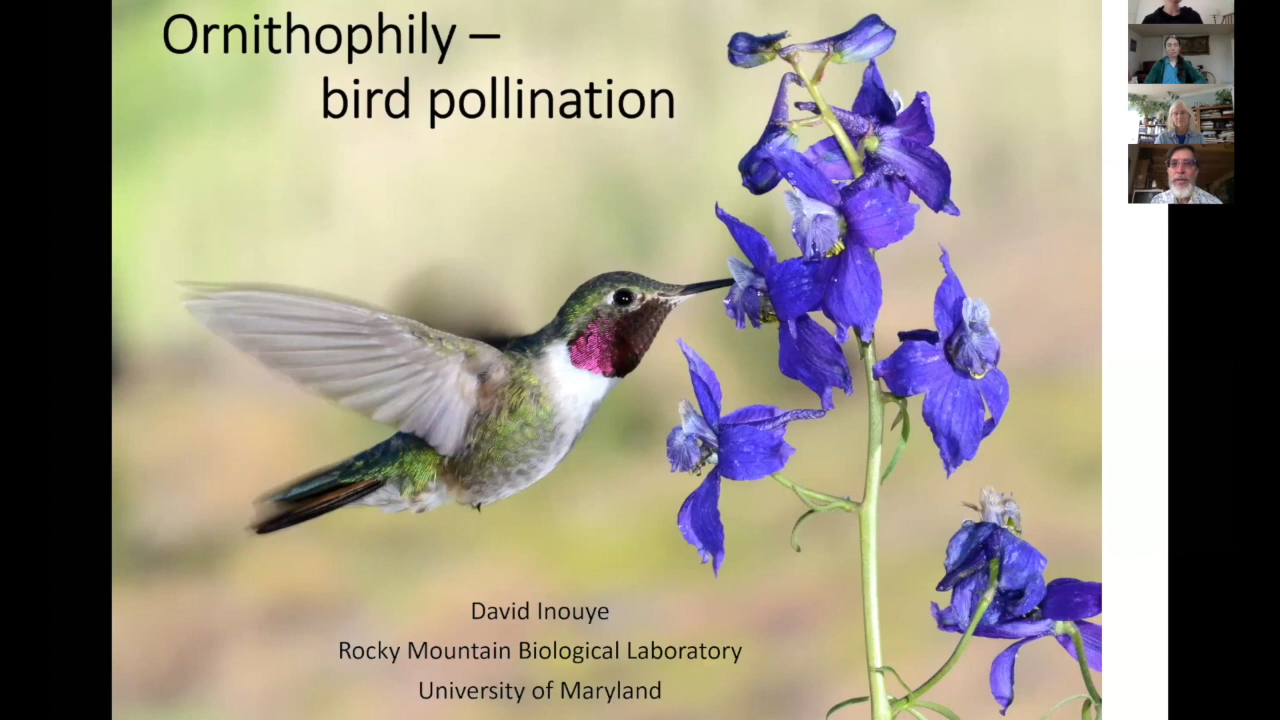 Ornithophily –
bird pollination
David Inouye
Rocky Mountain Biological Laboratory
University of Maryland